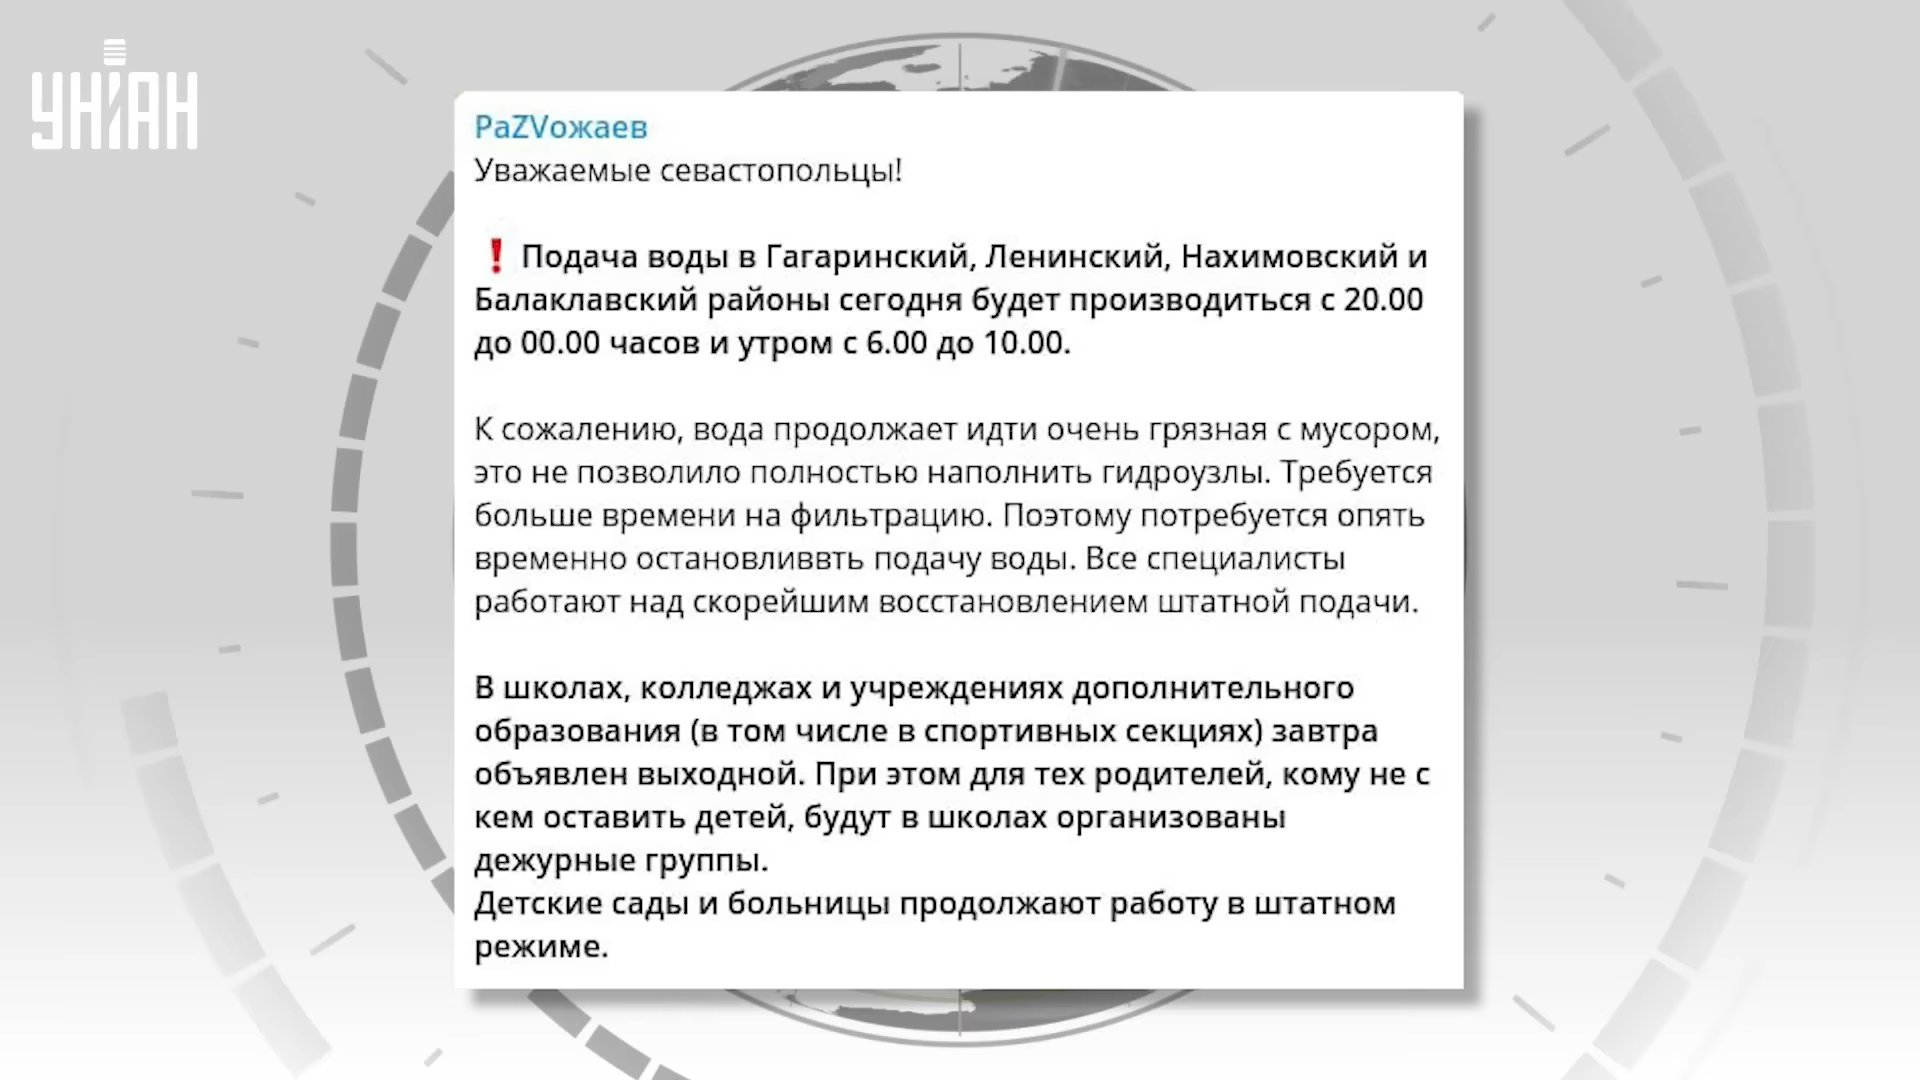 УНІАН
РаZVожаев
Уважаемые севастопольцы!
❗ Подача воды в Гагаринский, Ленинский, Нахимовский и
Балаклавский районы сегодня будет производиться с 20.00
до 00.00 часов и утром с 6.00 до 10.00.
К сожалению, вода продолжает идти очень грязная с мусором,
это не позволило полностью наполнить гидроузлы. Требуется
больше времени на фильтрацию. Поэтому потребуется опять
временно остановливвть подачу воды. Все специалисты
работают над скорейшим восстановлением штатной подачи.
В школах, колледжах и учреждениях дополнительного
образования (в том числе в спортивных секциях) завтра
объявлен выходной. При этом для тех родителей, кому не с
кем оставить детей, будут в школах организованы
дежурные группы.
Детские сады и больницы продолжают работу в штатном
режиме.